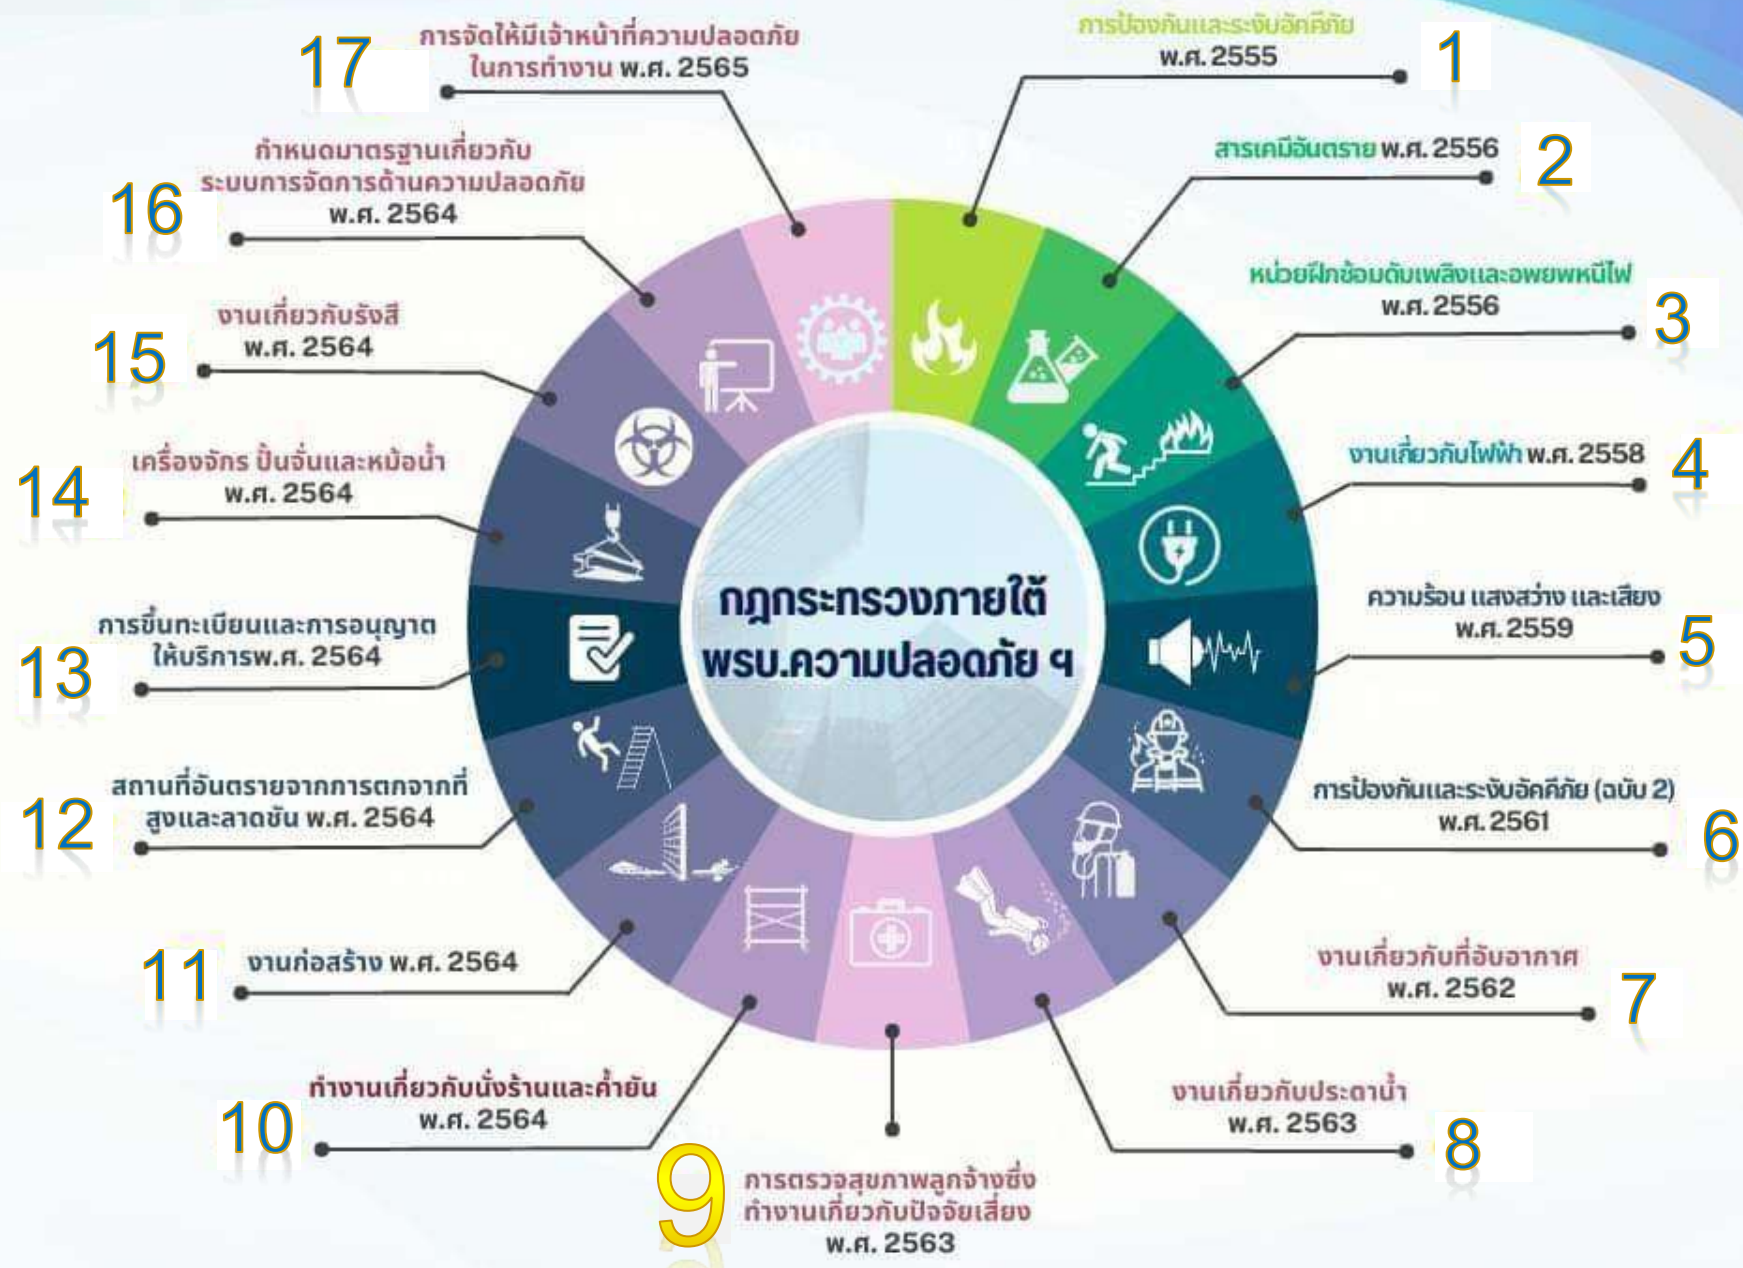 การป้องกันและระงับอัคคีภัย
พ.ศ. 2555
1
สารเคมีอันตราย พ.ศ. 2556
2
หน่วยฝึกซ้อมดับเพลิงและอพยพหนีไฟ
พ.ศ. 2556
3
งานเกี่ยวกับไฟฟ้า พ.ศ. 2558
4
ความร้อน แสงสว่าง และเสียง
พ.ศ. 2559
5
การป้องกันและระงับอัคคีภัย (ฉบับ 2)
พ.ศ. 2561
6
งานเกี่ยวกับที่อับอากาศ
พ.ศ. 2562
7
งานเกี่ยวกับประดาน้ำ
พ.ศ. 2563
8
9
การตรวจสุขภาพลูกจ้างซึ่ง
ทำงานเกี่ยวกับปัจจัยเสี่ยง
พ.ศ. 2563
10
ทำงานเกี่ยวกับนั่งร้านและค้ำยัน
พ.ศ. 2564
11
งานก่อสร้าง พ.ศ. 2564
12
สถานที่อันตรายจากการตกจากที่
สูงและลาดชัน พ.ศ. 2564
13
การขึ้นทะเบียนและการอนุญาต
ให้บริการพ.ศ. 2564
14
เครื่องจักร ปั้นจั่นและหม้อน้ำ
พ.ศ. 2564
15
งานเกี่ยวกับรังสี
พ.ศ. 2564
16
กำหนดมาตรฐานเกี่ยวกับ
ระบบการจัดการด้านความปลอดภัย
พ.ศ. 2564
17
การจัดให้มีเจ้าหน้าที่ความปลอดภัย
ในการทำงาน พ.ศ. 2565
กฎกระทรวงภายใต้
พรบ.ความปลอดภัย ฯ